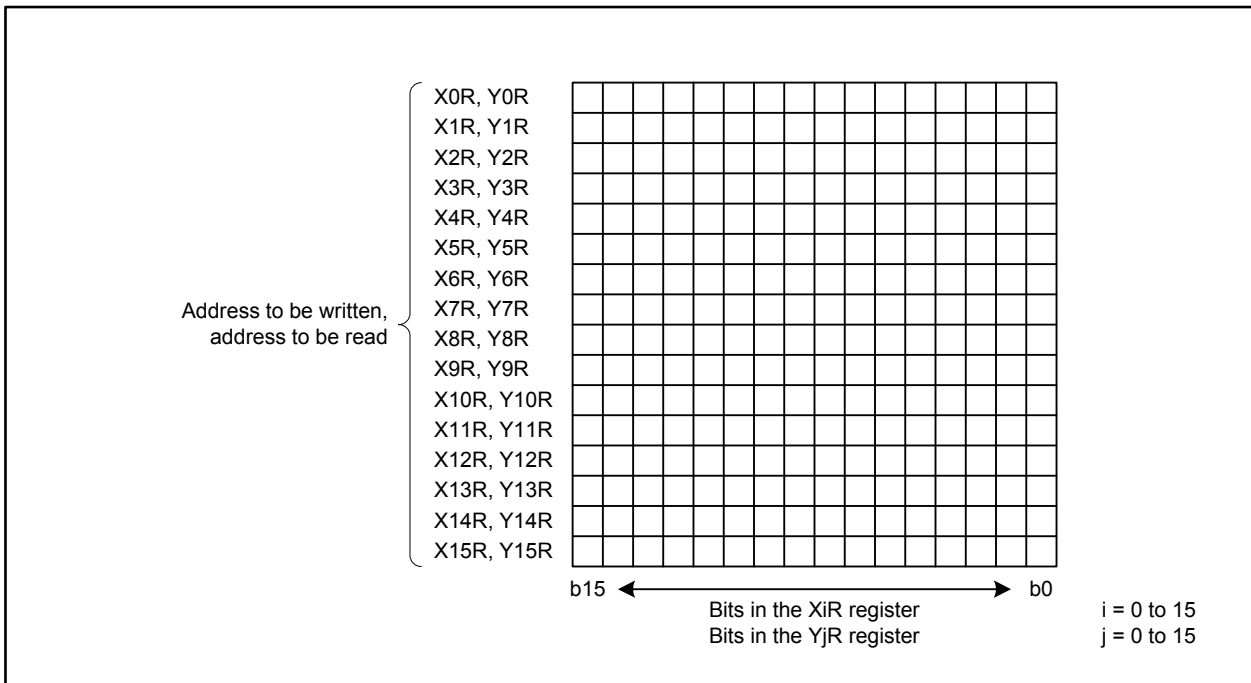 X0R, Y0R
X1R, Y1R
X2R, Y2R
X3R, Y3R
X4R, Y4R
X5R, Y5R
X6R, Y6R
Address to be written,
address to be read
X7R, Y7R
X8R, Y8R
X9R, Y9R
X10R, Y10R
X11R, Y11R
X12R, Y12R
X13R, Y13R
X14R, Y14R
X15R, Y15R
b15 b0
Bits in the XiR register i = 0 to 15
Bits in the YjR register j = 0 to 15